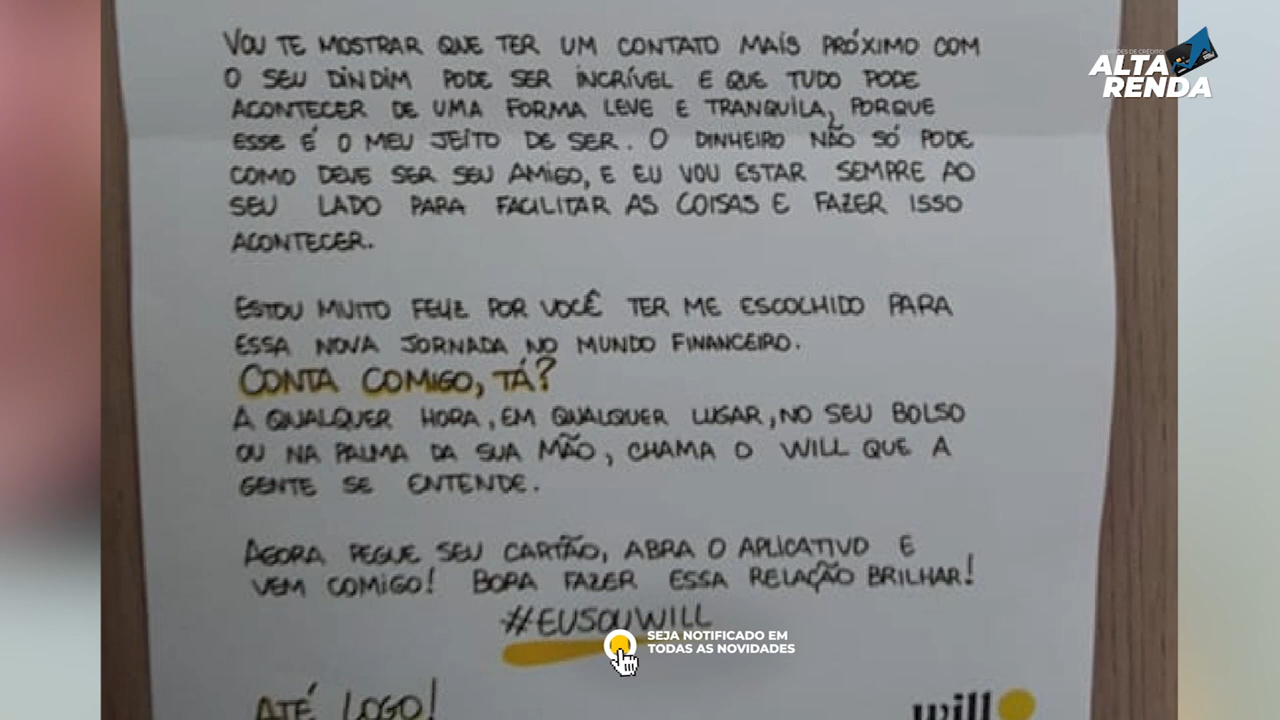 CARTÕES DE CRÉDITO
ALTA
RENDA
VOU TE MOSTRAR QUE TER UM CONTATO MAIS PRÓXIMO COM
O SEU DINDIM PODE SER INCRÍVEL E QUE TUDO PODE
ACONTECER DE UMA FORMA LEVE E TRANQUILA, PORQUE
ESSE É O MEU JEITO DE SER. O DINHEIRO NÃO SÓ PODE
COMO DEVE SER SEU AMIGO, E EU VOU ESTAR SEMPRE AO
SEU LADO PARA FACILITAR AS COISAS E FAZER ISSO
ACONTECER.
ESTOU MUITO FELIZ POR VOCÊ TER ME ESCOLHIDO PARA
ESSA NOVA JORNADA NO MUNDO FINANCEIRO.
CONTA COMIGO, TÁ?
A QUALQUER HORA, EM QUALQUER LUGAR, NO SEU BOLSO
OU NA PALMA DA SUA MÃO, CHAMA O WILL QUE A
GENTE SE ENTENDE.
AGORA PEGUE SEU CARTÃO, ABRA O APLICATIVO E
VEM COMIGO! BORA FAZER ESSA RELAÇÃO BRILHAR!
#EUSOUWILL
SEJA NOTIFICADO EM
TODAS AS NOVIDADES
ATÉ LOGO!
will